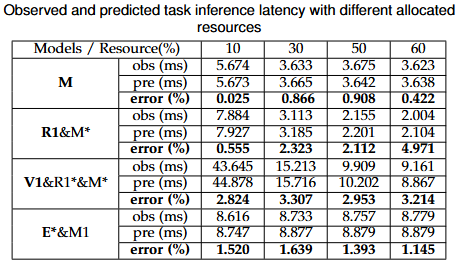 Observed and predicted task inference latency with different allocated
resources
Models / Resource(%) 10 30 50 60
M obs (ms) 5.674 3.633 3.675 3.623
pre (ms) 5.673 3.665 3.642 3.638
error (%) 0.025 0.866 0.908 0.422
R1&M* obs (ms) 7.884 3.113 2.155 2.004
pre (ms) 7.927 3.185 2.201 2.104
error (%) 0.555 2.323 2.112 4.971
V1&R1*&M* obs (ms) 43.645 15.213 9.909 9.161
pre (ms) 44.878 15.716 10.202 8.867
error (%) 2.824 3.307 2.953 3.214
E*&M1 obs (ms) 8.616 8.733 8.757 8.779
pre (ms) 8.747 8.877 8.879 8.879
error (%) 1.520 1.639 1.393 1.145